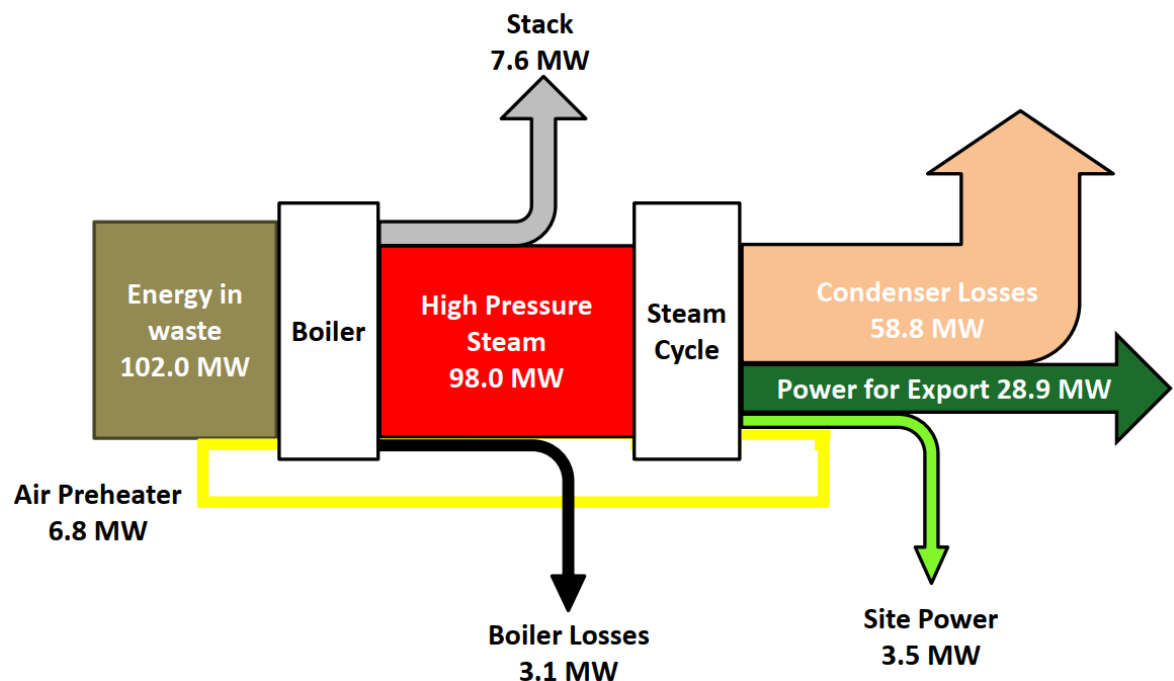 Stack
7.6 MW
Energy in
waste
102.0 MW
Boiler
High Pressure
Steam
98.0 MW
Steam
Cycle
Condenser Losses
58.8 MW
Power for Export 28.9 MW
Air Preheater
6.8 MW
Boiler Losses
3.1 MW
Site Power
3.5 MW